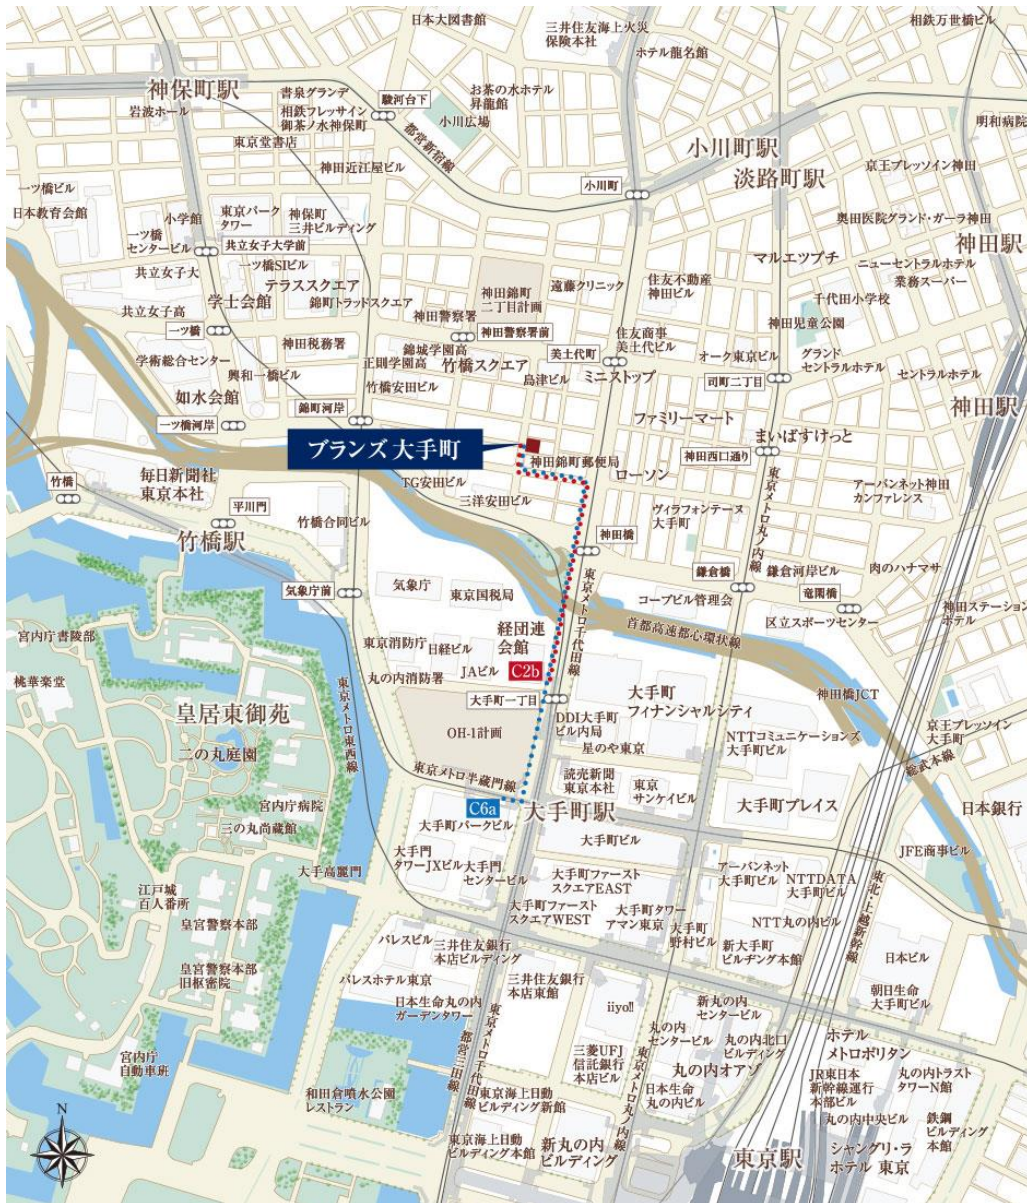 日本大図書館
三井住友海上火災
保険本社
相鉄万世橋ビル
ホテル龍名館
神保町駅
書泉グランデ
お茶の水ホテル
昇龍館
岩波ホール
相鉄フレッサイン
御茶ノ水神保町
駿河台下
小川広場
明和病院
東京堂書店
都営新宿線
小川町駅
淡路町駅
神田近江屋ビル
京王プレッソイン神田
一ツ橋ビル
小川町
日本教育会館
小学館
東京パーク
タワー
神保町
三井ビルディング
奥田医院
グランド・ガーラ神田
一ツ橋
センタービル
共立女子大学前
神田駅
マルエツプチ
ニューセントラルホテル
業務スーパー
共立女子大
一ツ橋SIビル
テラススクエア
神田錦町
二丁目計画
遠藤クリニック
住友不動産
神田ビル
共立女子高
学士会館
錦町トラッドスクエア
千代田小学校
神田警察署
神田警察署前
神田児童公園
一ツ橋
神田税務署
錦城学園高
正則学園高
竹橋スクエア
美土代町
住友商事
美土代ビル
オーク東京ビル
グランド
セントラルホテル
学術総合センター
興和一橋ビル
竹橋安田ビル
島津ビル
ミニストップ
司町二丁目
セントラルホテル
如水会館
錦町河岸
ファミリーマート
神田駅
一ツ橋河岸
ブランズ 大手町
まいばすけっと
神田錦町郵便局
神田西口通り
毎日新聞社
東京本社
竹橋
TG安田ビル
ローソン
アーバンネット神田
カンファレンス
三洋安田ビル
ヴィラフォンテーヌ
大手町
東京メトロ丸ノ内線
平川門
竹橋合同ビル
竹橋駅
神田橋
鎌倉橋
鎌倉河岸ビル
肉のハナマサ
気象庁前
気象庁
東京国税局
コープビル管理会
竜閑橋
神田ステーション
ホテル
東京メトロ千代田線
首都高速都心環状線
区立スポーツセンター
宮内庁書陵部
経団連
会館
東京消防庁
日経ビル
桃華楽堂
丸の内消防署
JAビル
C2b
大手町一丁目
大手町
フィナンシャルシティ
神田橋JCT
皇居東御苑
東京メトロ東西線
OH-1計画
DDI大手町
ビル内局
京王プレッソイン
大手町
二の丸庭園
星のや東京
NTTコミュニケーションズ
大手町ビル
総武本線
東京メトロ半蔵門線
読売新聞
東京本社
東京
サンケイビル
宮内庁病院
C6a
大手町駅
大手町プレイス
日本銀行
三の丸尚蔵館
大手町パークビル
大手町ビル
JFE商事ビル
大手高麗門
大手門
タワーJXビル
大手門
センタービル
大手町ファースト
スクエアEAST
アーバンネット
大手町ビル
NTTDATA
大手町ビル
東北・上越新幹線
江戸城
百人番所
大手町ファースト
スクエアWEST
大手町タワー
アマン東京
大手町
野村ビル
NTT丸の内ビル
皇宮警察本部
パレスビル
三井住友銀行
本店ビルディング
新大手町
ビルヂング本館
日本ビル
皇宮警察本部
旧枢密院
パレスホテル東京
三井住友銀行
本店東館
朝日生命
大手町ビル
日本生命丸の内
ガーデンタワー
iiyo!!
新丸の内
センタービル
丸の内
センタービル
丸の内北口
ビルディング
ホテル
メトロポリタン
宮内庁
自動車班
都営三田線
東京メトロ千代田線
三菱UFJ
信託銀行
本店ビル
東京メトロ丸ノ内線
丸の内オアゾ
JR東日本
新幹線運行
本部ビル
丸の内トラスト
タワーN館
和田倉噴水公園
レストラン
東京海上日動
ビルディング新館
日本生命
丸の内ビル
丸の内中央ビル
鉄鋼
ビルディング
本館
N
東京海上日動
ビルディング本館
新丸の内
ビルディング
東京駅
シャングリ・ラ
ホテル 東京